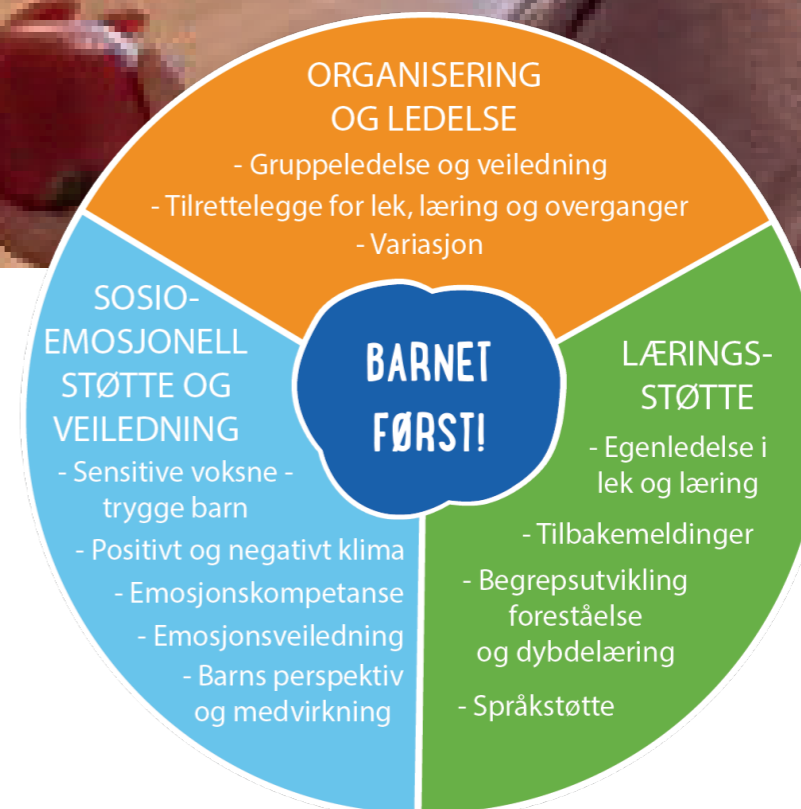 ORGANISERING
OG LEDELSE
- Gruppeledelse og veiledning
- Tilrettelegge for lek, læring og overganger
- Variasjon
SOSIO-
EMOSJONELL
STØTTE OG
VEILEDNING
- Sensitive voksne -
trygge barn
- Positivt og negativt klima
- Emosjonskompetanse
- Emosjonsveiledning
- Barns perspektiv
og medvirkning
BARNET
FØRST!
LÆRINGS-
STØTTE
- Egenledelse i
lek og læring
- Tilbakemeldinger
- Begrepsutvikling
foreståelse
og dybdelæring
- Språkstøtte